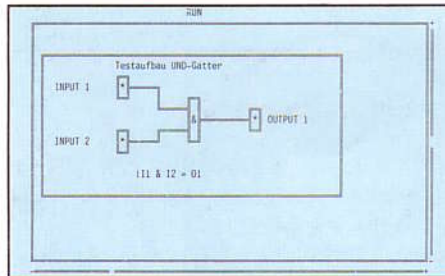 RUN
Testaufbau UND-Gatter
INPUT 1
*
&
* OUTPUT 1
INPUT 2
*
!I1 & I2 = O1